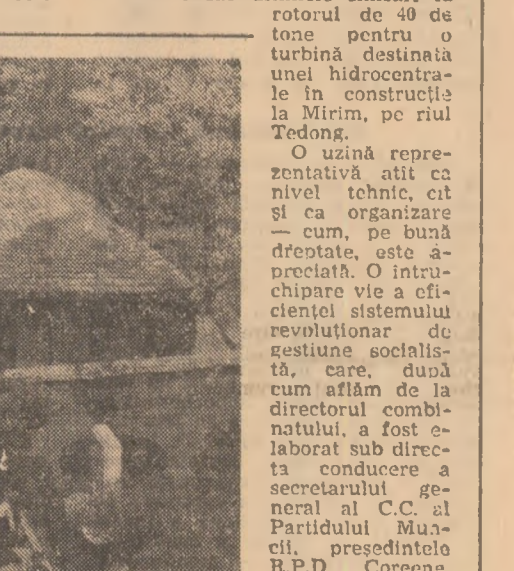 rotorul de 40 de
tone pentru o
turbină destinată
unei hidrocentra-
le în construcție
la Mirim, pe rîul
Tedong.
O uzină repre-
zentativă atît ca
nivel tehnic, cît
și ca organizare
— cum, pe bună
dreptate, este a-
preciată. O întru-
chipare vie a efi-
cienței sistemului
revoluționar de
gestiune socialis-
tă, care, după
cum aflăm de la
directorul combi-
natului, a fost e-
laborat sub direc-
ta conducere a
secretarului ge-
neral al C.C. al
Partidului Mun-
cii, președintele
R.P.D. Coreene,